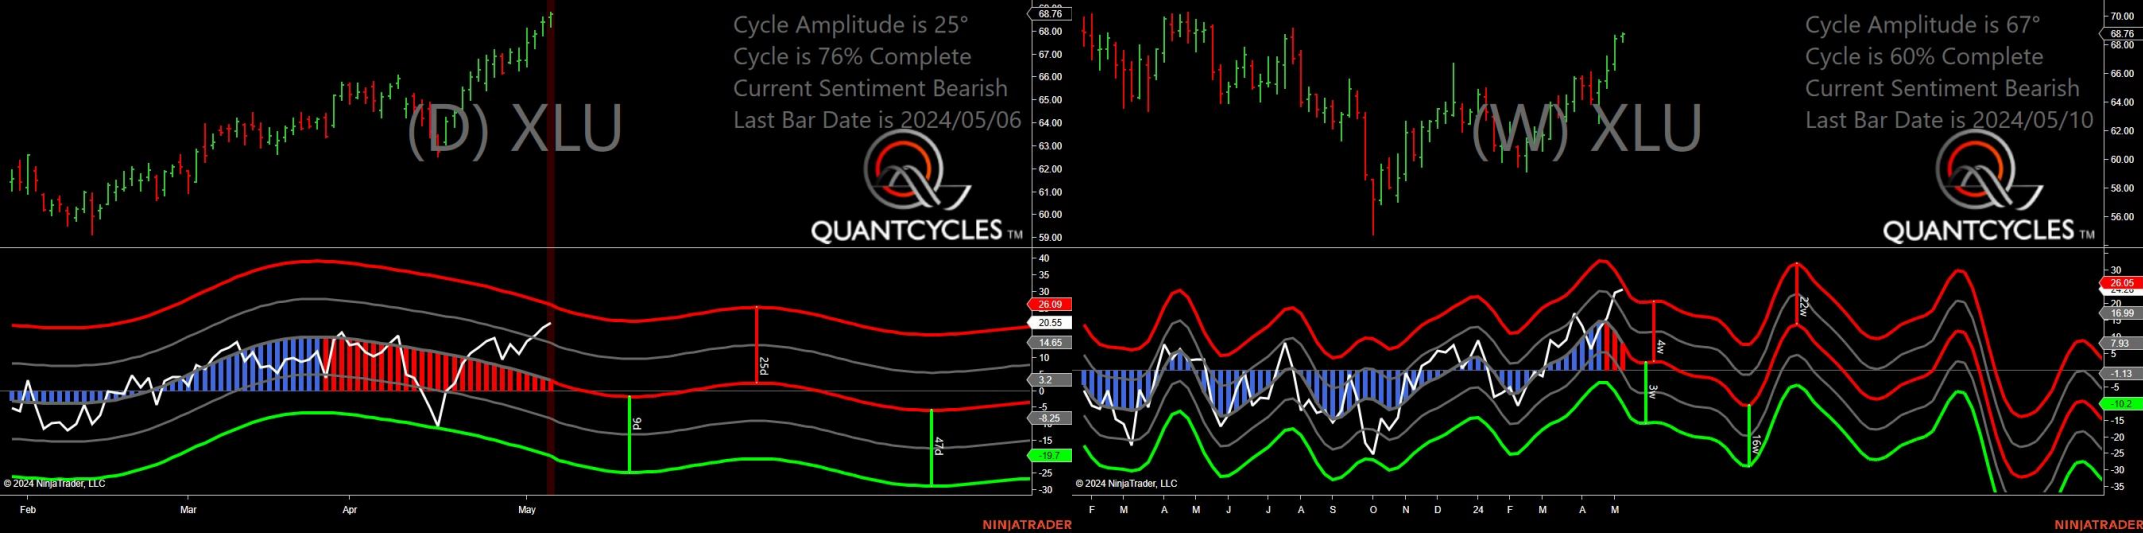 Cycle Amplitude is 25°
Cycle is 76% Complete
Current Sentiment Bearish
Last Bar Date is 2024/05/06
(D) XLU
QUANTCYCLES TM
68.76
68.00
67.00
66.00
65.00
64.00
63.00
62.00
61.00
60.00
59.00
40
35
30
26.09
20.55
14.65
10
3.2
0
-5
-8.25
-15
-19.7
-25
-30
25d
9d
47d
© 2024 NinjaTrader, LLC
Feb Mar Apr May
NINJATRADER
Cycle Amplitude is 67°
Cycle is 60% Complete
Current Sentiment Bearish
Last Bar Date is 2024/05/10
(W) XLU
QUANTCYCLES TM
70.00
68.76
68.00
66.00
64.00
62.00
60.00
58.00
56.00
30
26.05
20
16.99
7.93
5
-1.13
-5
-10.2
-15
-20
-25
-30
-35
4w
3w
22w
16w
© 2024 NinjaTrader, LLC
F M A M J J A S O N D 24 F M A M
NINJATRADER